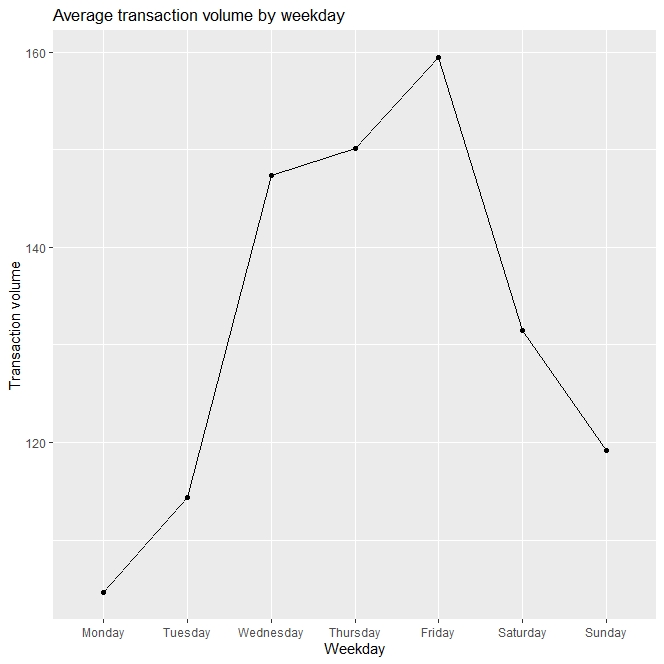 Average transaction volume by weekday
160
140
120
Transaction volume
Monday Tuesday Wednesday Thursday Friday Saturday Sunday
Weekday